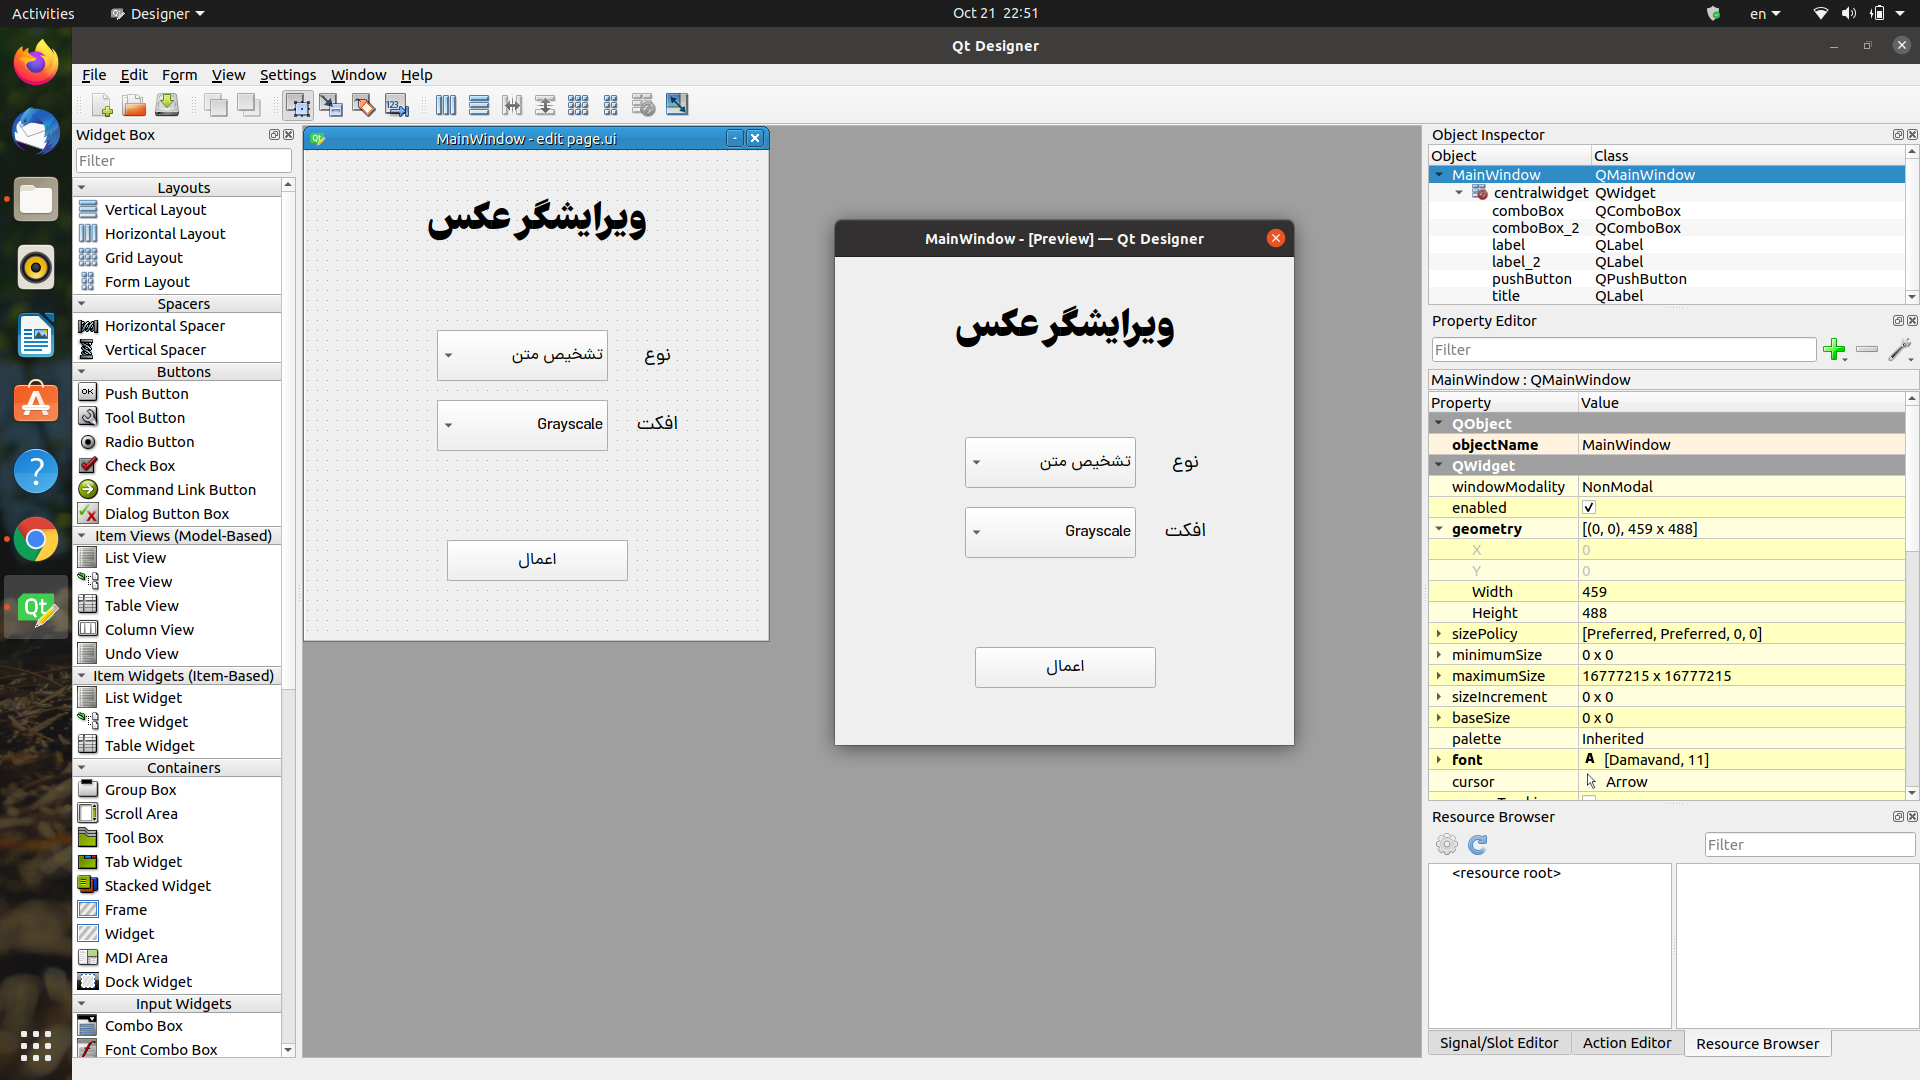 Activities
Designer
Oct 21 22:51
en
Qt Designer
File Edit Form View Settings Window Help
Widget Box
Filter
Layouts
Vertical Layout
Horizontal Layout
Grid Layout
Form Layout
Spacers
Horizontal Spacer
Vertical Spacer
Buttons
Push Button
Tool Button
Radio Button
Check Box
Command Link Button
Dialog Button Box
Item Views (Model-Based)
List View
Tree View
Table View
Column View
Undo View
Item Widgets (Item-Based)
List Widget
Tree Widget
Table Widget
Containers
Group Box
Scroll Area
Tool Box
Tab Widget
Stacked Widget
Frame
Widget
MDI Area
Dock Widget
Input Widgets
Combo Box
Font Combo Box
MainWindow - edit page.ui
ویرایشگر عکس
نوع
تشخیص متن
افکت
Grayscale
اعمال
MainWindow - [Preview] — Qt Designer
ویرایشگر عکس
نوع
تشخیص متن
افکت
Grayscale
اعمال
Object Inspector
Object Class
MainWindow QMainWindow
centralwidget QWidget
comboBox QComboBox
comboBox_2 QComboBox
label QLabel
label_2 QLabel
pushButton QPushButton
title QLabel
Property Editor
Filter
MainWindow : QMainWindow
Property Value
QObject
objectName MainWindow
QWidget
windowModality NonModal
enabled
geometry [(0, 0), 459 x 488]
X 0
Y 0
Width 459
Height 488
sizePolicy [Preferred, Preferred, 0, 0]
minimumSize 0 x 0
maximumSize 16777215 x 16777215
sizeIncrement 0 x 0
baseSize 0 x 0
palette Inherited
font A [Damavand, 11]
cursor Arrow
Resource Browser
Filter
<resource root>
Signal/Slot Editor Action Editor Resource Browser